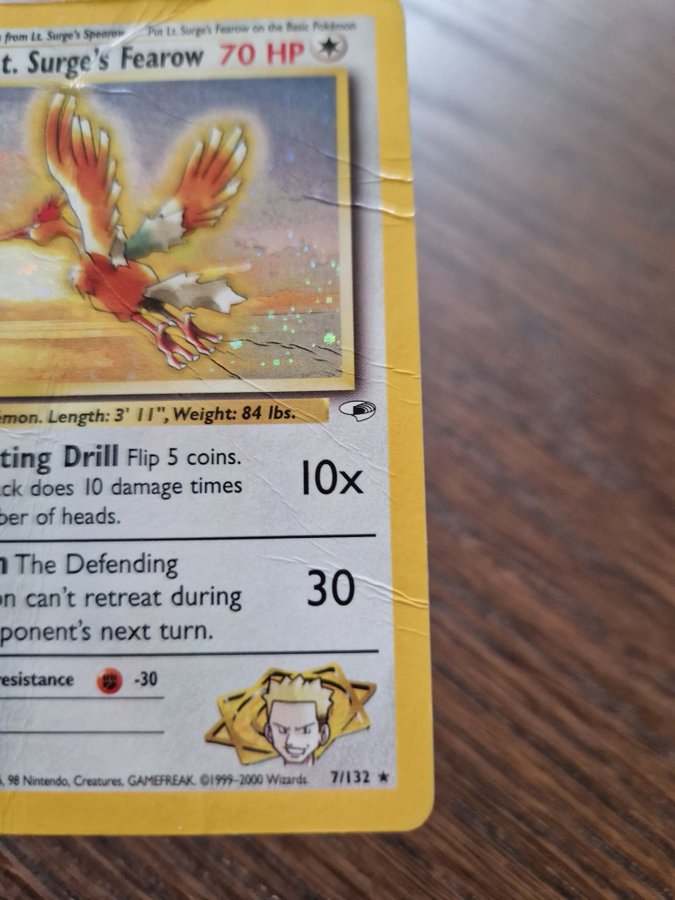 from Lt. Surge's Spearow Put Lt. Surge's Fearow on the Basic Pokémon
t. Surge's Fearow 70 HP
émon. Length: 3' 11", Weight: 84 lbs.
ting Drill Flip 5 coins.
ck does 10 damage times 10x
ber of heads.
The Defending
on can't retreat during 30
ponent's next turn.
resistance -30
98 Nintendo, Creatures, GAMEFREAK. ©1999-2000 Wizards. 7/132 ★